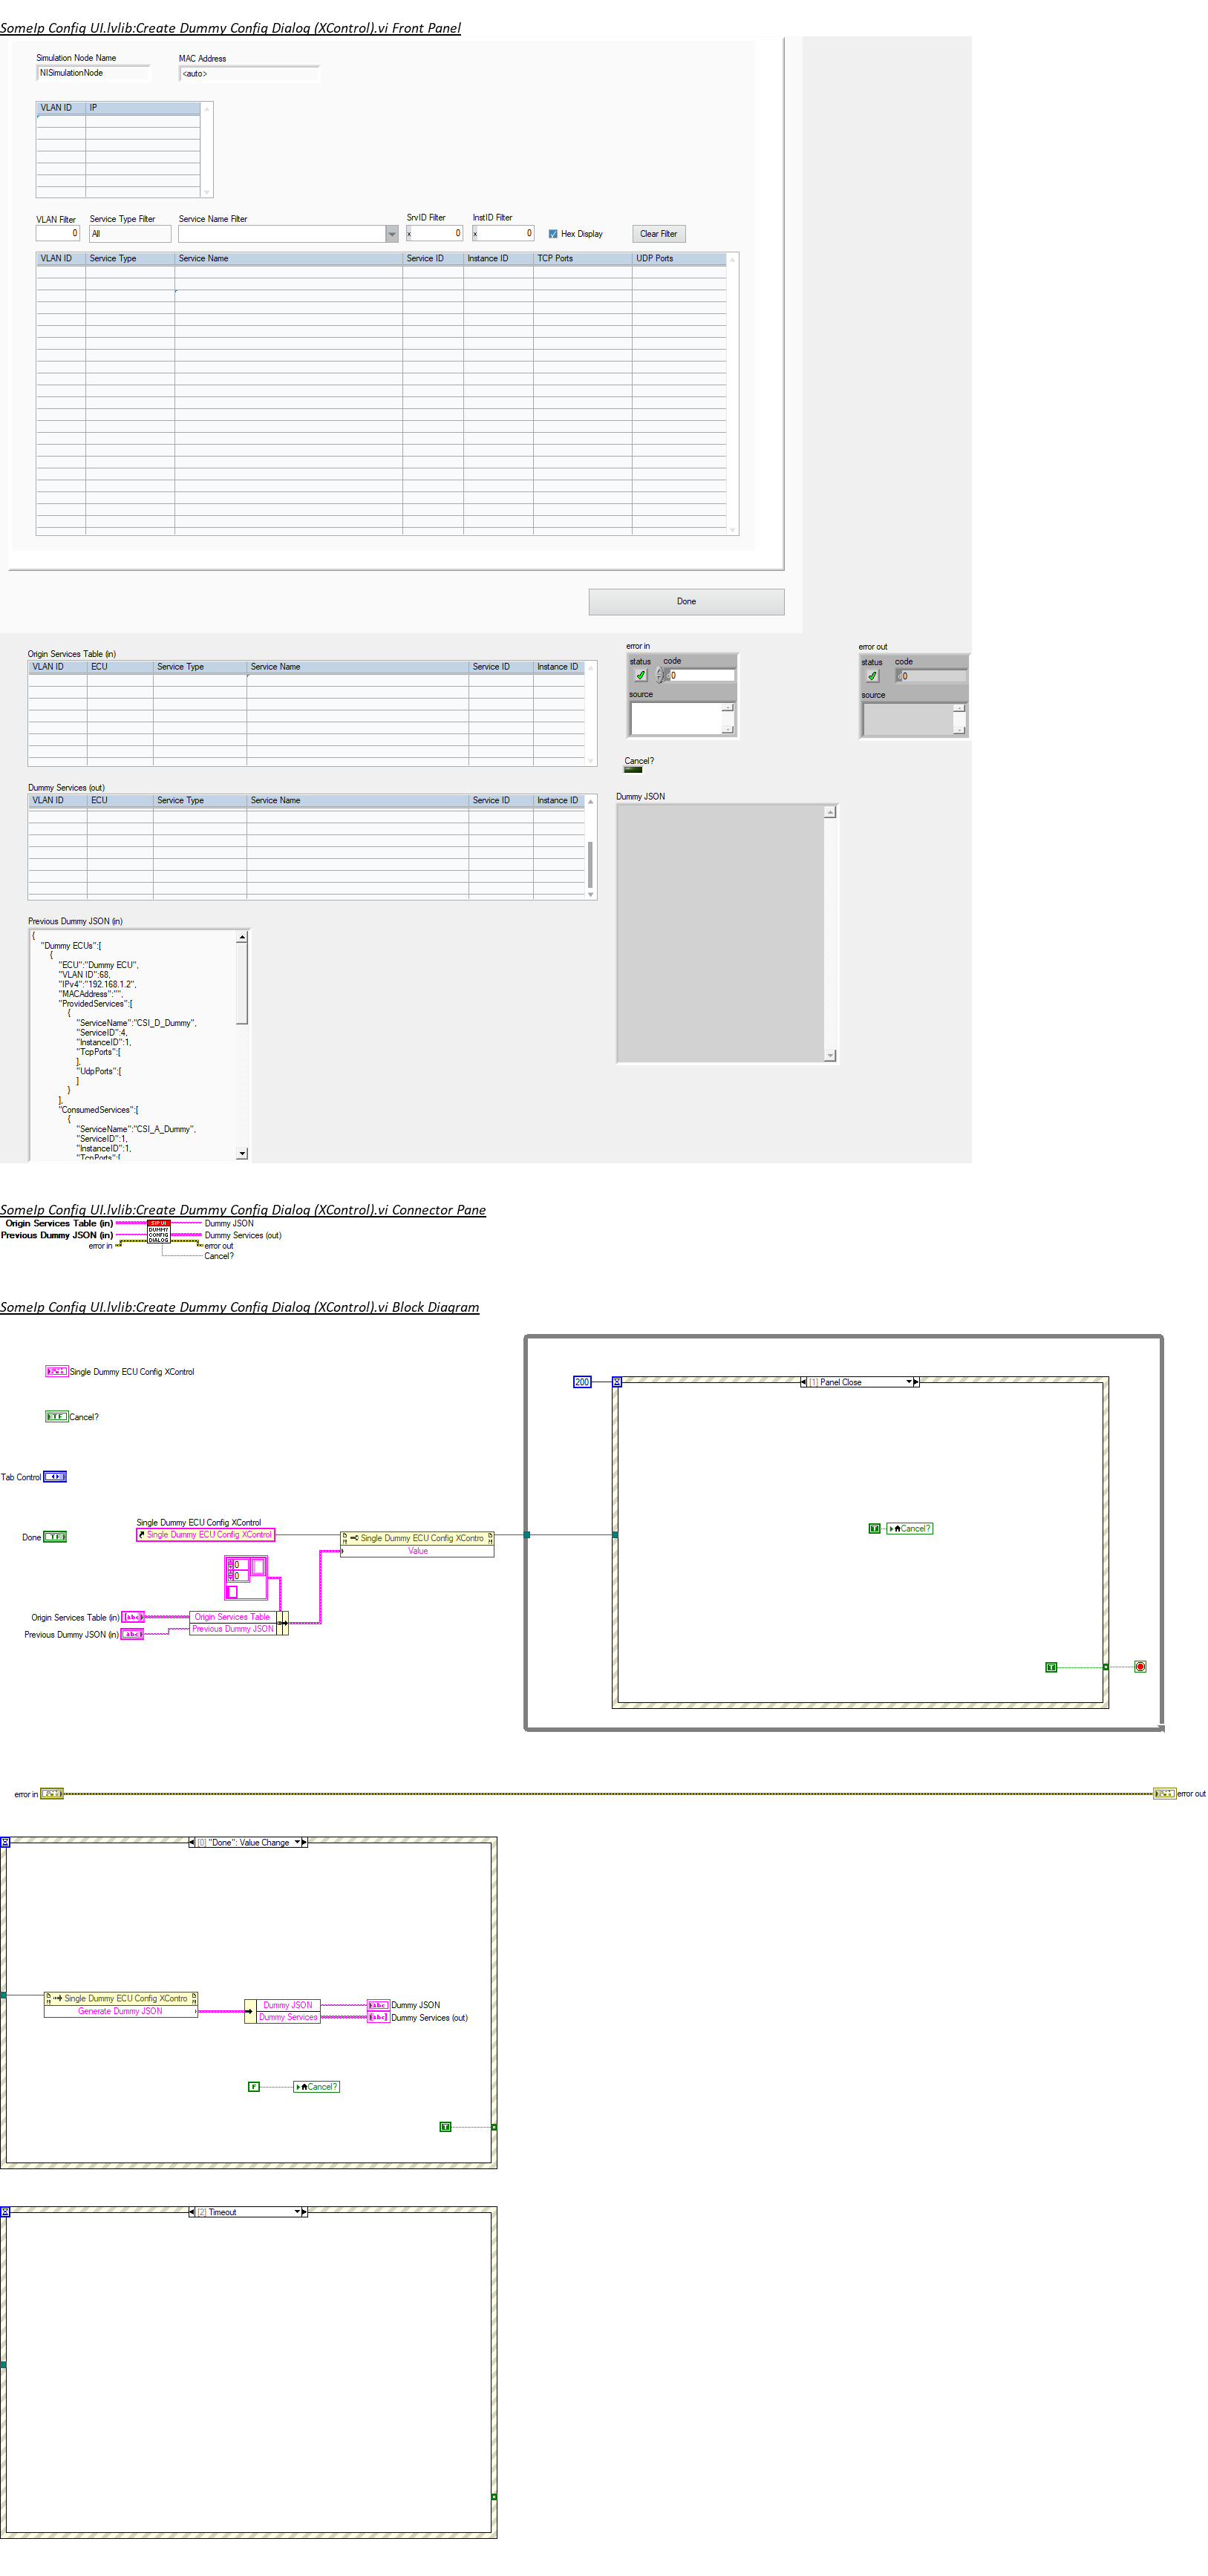 SomeIp Config UI.lvlib:Create Dummy Config Dialog (XControl).vi Front Panel
Simulation Node Name
MAC Address
NISimulationNode
<auto>
VLAN ID IP
VLAN Filter Service Type Filter Service Name Filter SrvID Filter InstID Filter
0 All x 0 x 0 Hex Display Clear Filter
VLAN ID Service Type Service Name Service ID Instance ID TCP Ports UDP Ports
Done
Origin Services Table (in)
VLAN ID ECU Service Type Service Name Service ID Instance ID
error in
status code
0
source
error out
status code
0
source
Cancel?
Dummy Services (out)
VLAN ID ECU Service Type Service Name Service ID Instance ID
Dummy JSON
Previous Dummy JSON (in)
{
"Dummy ECUs":[
{
"ECU":"Dummy ECU",
"VLAN ID":68,
"IPv4":"192.168.1.2",
"MACAddress":"",
"ProvidedServices":[
{
"ServiceName":"CSI_D_Dummy",
"ServiceID":4,
"InstanceID":1,
"TcpPorts":[
],
"UdpPorts":[
]
}
],
"ConsumedServices":[
{
"ServiceName":"CSI_A_Dummy",
"ServiceID":1,
"InstanceID":1,
"TcpPorts":[
SomeIp Config UI.lvlib:Create Dummy Config Dialog (XControl).vi Connector Pane
Origin Services Table (in)
Previous Dummy JSON (in)
error in
SIP UI
DUMMY
CONFIG
DIALOG
Dummy JSON
Dummy Services (out)
error out
Cancel?
SomeIp Config UI.lvlib:Create Dummy Config Dialog (XControl).vi Block Diagram
Single Dummy ECU Config XControl
TF Cancel?
Tab Control
Done TF
Single Dummy ECU Config XControl
Single Dummy ECU Config XControl
Single Dummy ECU Config XContro
Value
0
0
Origin Services Table (in) abc
Previous Dummy JSON (in) abc
Origin Services Table
Previous Dummy JSON
200
[1] Panel Close
T Cancel?
T
error in
error out
[0] "Done": Value Change
Single Dummy ECU Config XContro
Generate Dummy JSON
Dummy JSON
Dummy Services
abc Dummy JSON
abc Dummy Services (out)
F Cancel?
T
[2] Timeout